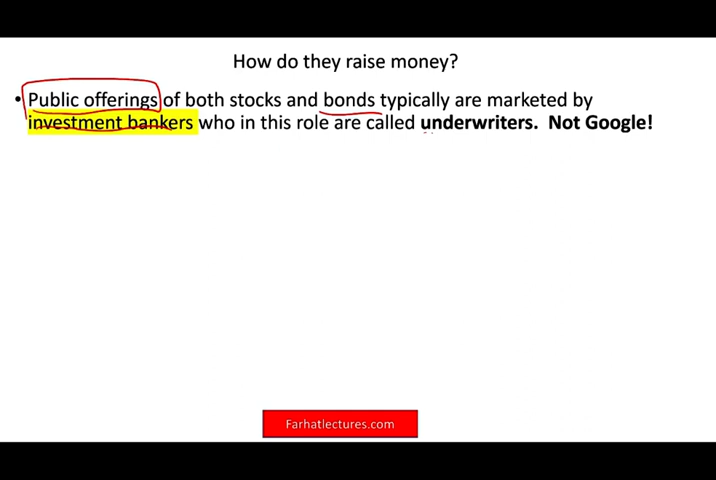 How do they raise money?
• Public offerings of both stocks and bonds typically are marketed by
investment bankers who in this role are called underwriters. Not Google!
Farhatlectures.com